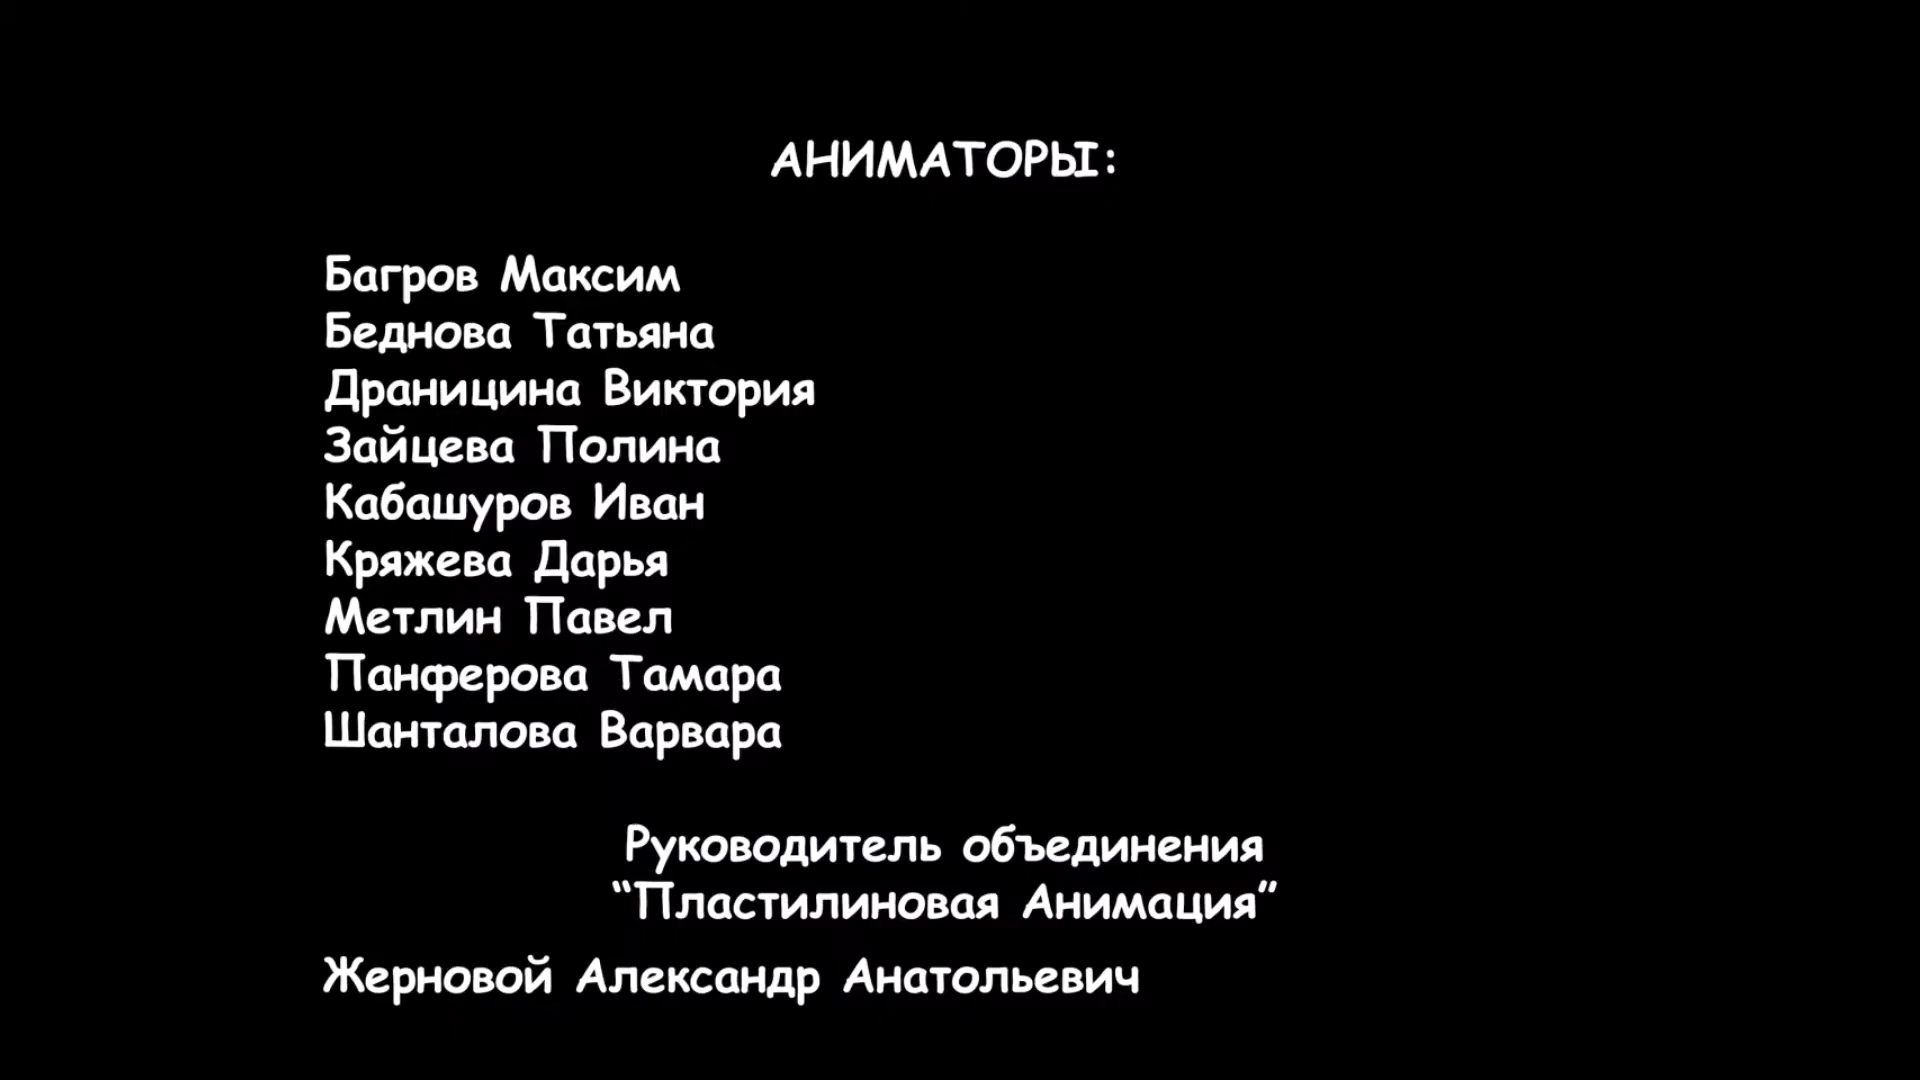 АНИМАТОРЫ:
Багров Максим
Беднова Татьяна
Драницина Виктория
Зайцева Полина
Кабашуров Иван
Кряжева Дарья
Метлин Павел
Панферова Тамара
Шанталова Варвара
Руководитель объединения
“Пластилиновая Анимация”
Жерновой Александр Анатольевич